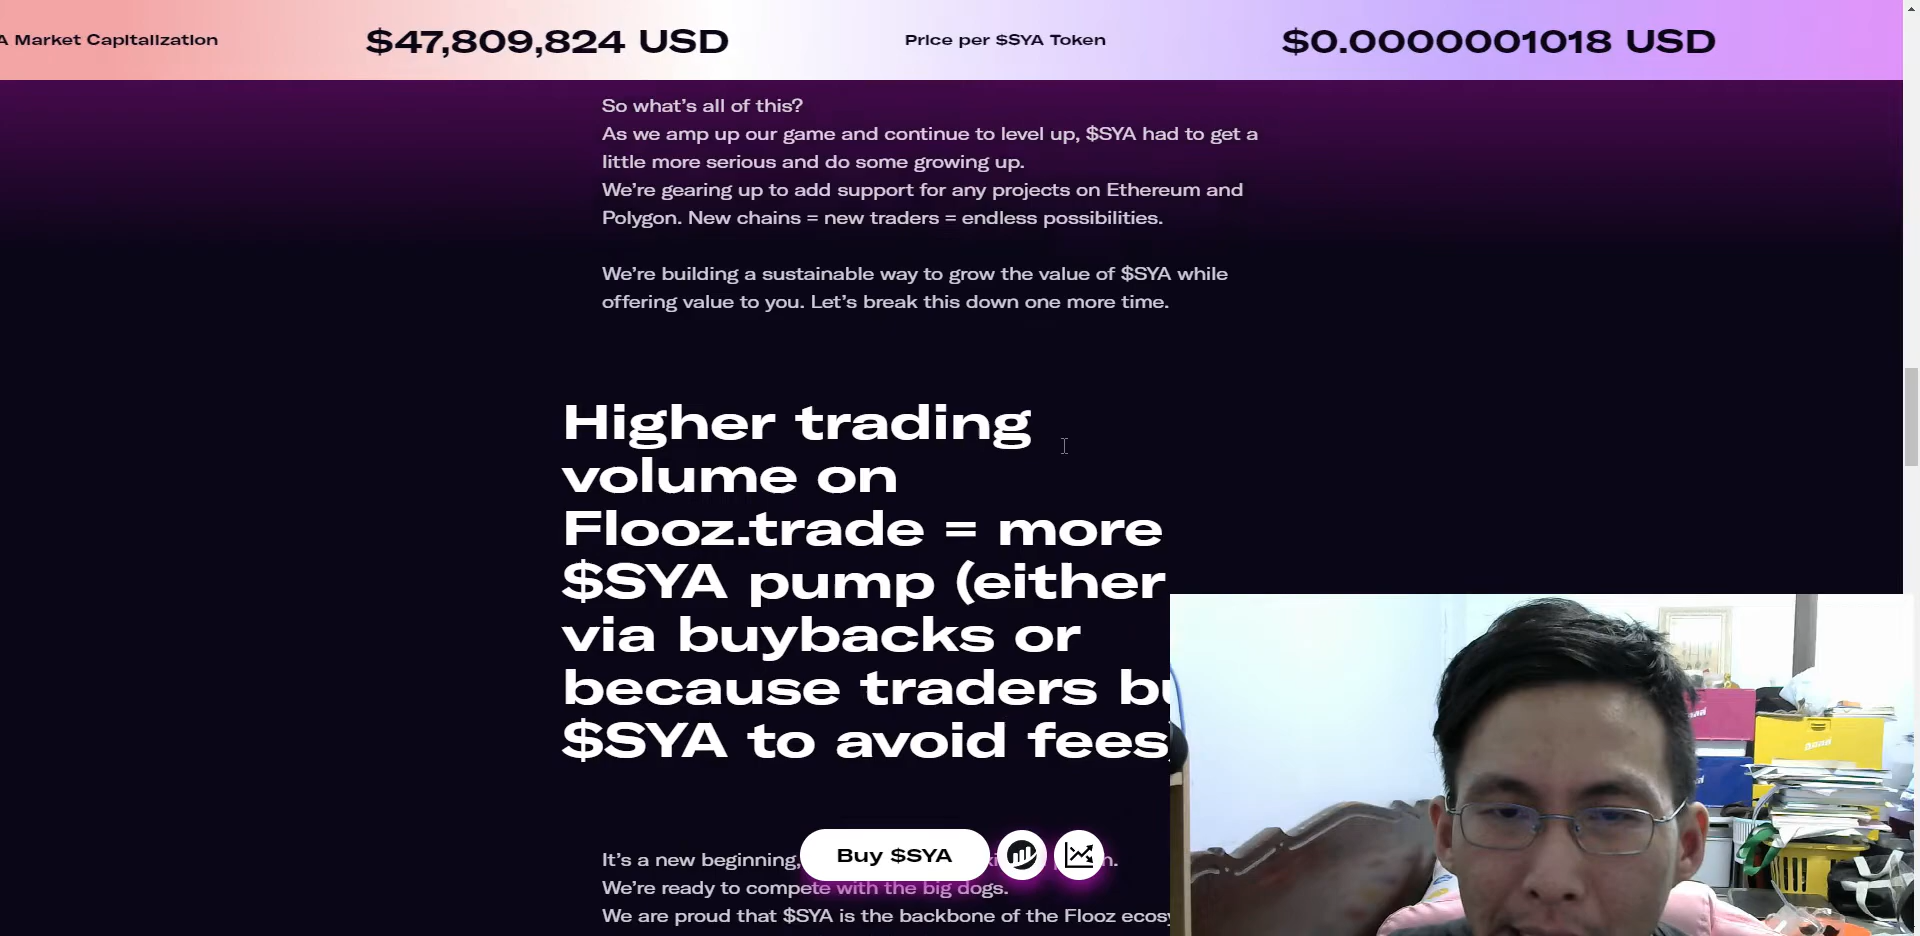 A Market Capitalization $47,809,824 USD Price per $SYA Token $0.0000001018 USD
So what's all of this?
As we amp up our game and continue to level up, $SYA had to get a
little more serious and do some growing up.
We're gearing up to add support for any projects on Ethereum and
Polygon. New chains = new traders = endless possibilities.
We're building a sustainable way to grow the value of $SYA while
offering value to you. Let's break this down one more time.
Higher trading
volume on
Flooz.trade = more
$SYA pump (either
via buybacks or
because traders
$SYA to avoid fees
It's a new beginning,
Buy $SYA
We're ready to compete with the big dogs.
We are proud that $SYA is the backbone of the Flooz